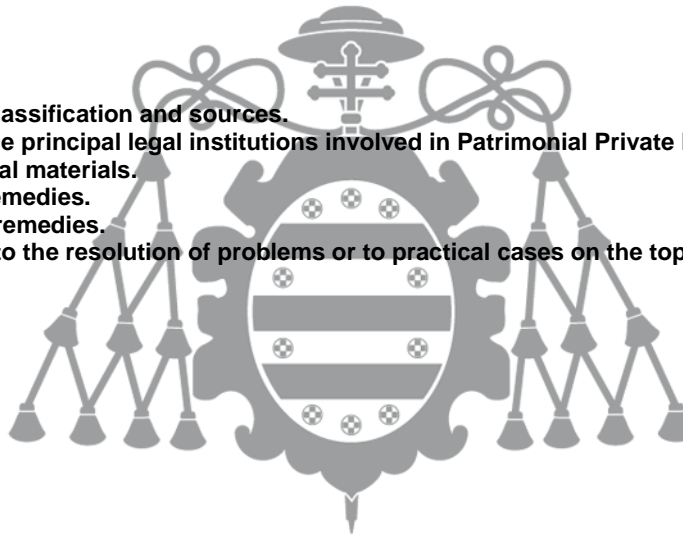 assification and sources.
e principal legal institutions involved in Patrimonial Private
al materials.
emedies.
remedies.
to the resolution of problems or to practical cases on the top